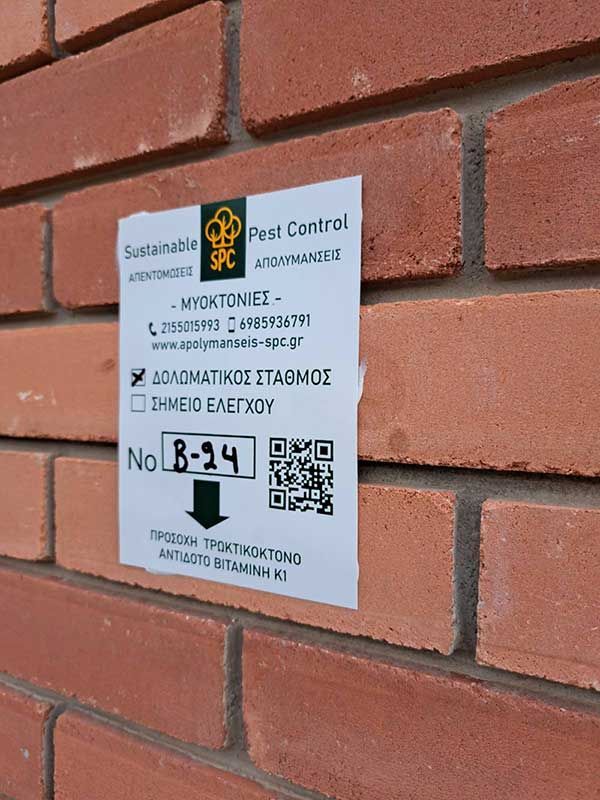 Sustainable SPC Pest Control
ΑΠΕΝΤΟΜΩΣΕΙΣ ΑΠΟΛΥΜΑΝΣΕΙΣ
- ΜΥΟΚΤΟΝΙΕΣ -
2155015993 6985936791
www.apolymanseis-spc.gr
ΔΟΛΩΜΑΤΙΚΟΣ ΣΤΑΘΜΟΣ
ΣΗΜΕΙΟ ΕΛΕΓΧΟΥ
No B-24
ΠΡΟΣΟΧΗ ΤΡΩΚΤΙΚΟΚΤΟΝΟ
ΑΝΤΙΔΟΤΟ ΒΙΤΑΜΙΝΗ Κ1